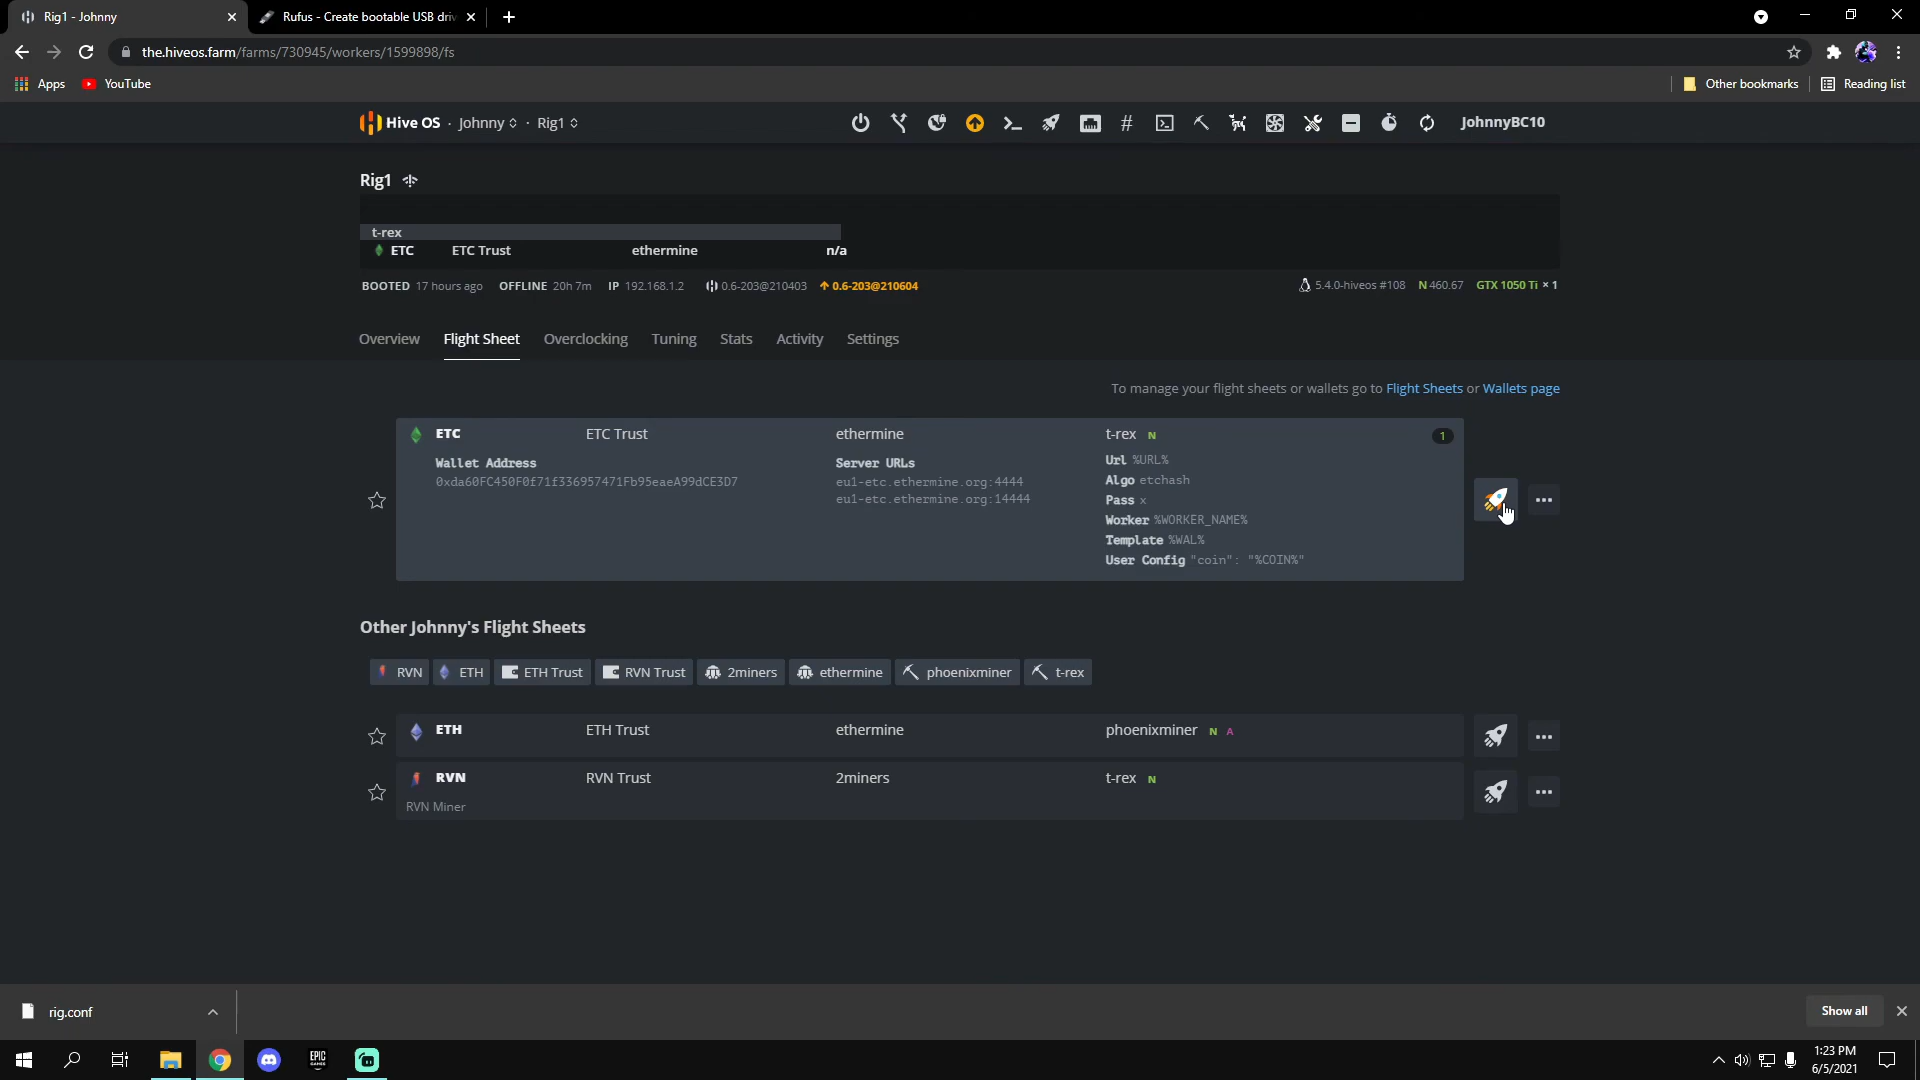 Rig1 - Johnny
Rufus - Create bootable USB driv
the.hiveos.farm/farms/730945/workers/1599898/fs
Apps
YouTube
Other bookmarks
Reading list
Hive OS · Johnny · Rig1
JohnnyBC10
Rig1
t-rex
ETC ETC Trust ethermine n/a
BOOTED 17 hours ago OFFLINE 20h 7m IP 192.168.1.2 0.6-203@210403 0.6-203@210604 5.4.0-hiveos #108 N 460.67 GTX 1050 Ti × 1
Overview Flight Sheet Overclocking Tuning Stats Activity Settings
To manage your flight sheets or wallets go to Flight Sheets or Wallets page
ETC ETC Trust ethermine t-rex N 1
Wallet Address Server URLs Url %URL%
0xda60FC450F0f71f336957471Fb95eaeA99dCE3D7 eu1-etc.ethermine.org:4444 Algo etchash
eu1-etc.ethermine.org:14444 Pass x
Worker %WORKER_NAME%
Template %WAL%
User Config "coin": "%COIN%"
Other Johnny's Flight Sheets
RVN ETH ETH Trust RVN Trust 2miners ethermine phoenixminer t-rex
ETH ETH Trust ethermine phoenixminer N A
RVN RVN Trust 2miners t-rex N
RVN Miner
rig.conf
Show all
EPIC GAMES
1:23 PM
6/5/2021